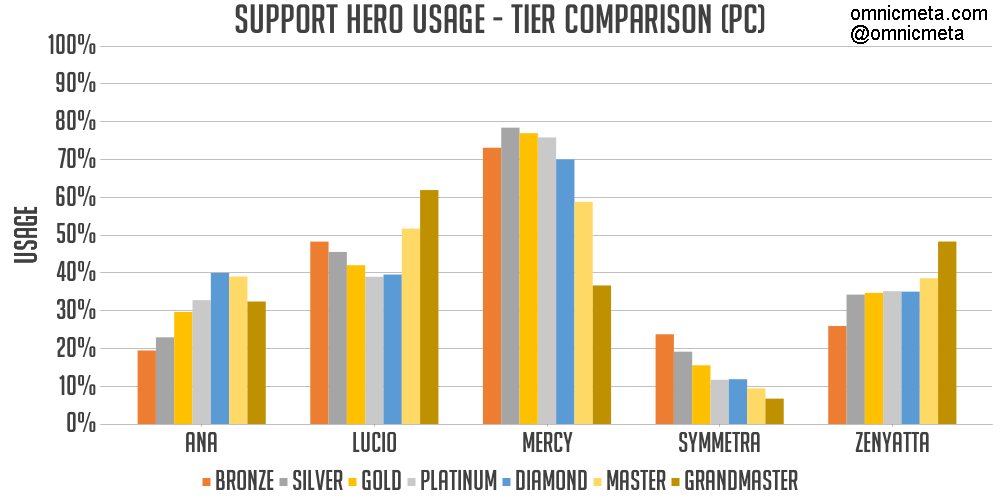 SUPPORT HERO USAGE - TIER COMPARISON (PC)
omnicmeta.com
@omnicmeta
100%
90%
80%
70%
60%
50%
40%
30%
20%
10%
0%
USAGE
ANA LUCIO MERCY SYMMETRA ZENYATTA
BRONZE SILVER GOLD PLATINUM DIAMOND MASTER GRANDMASTER